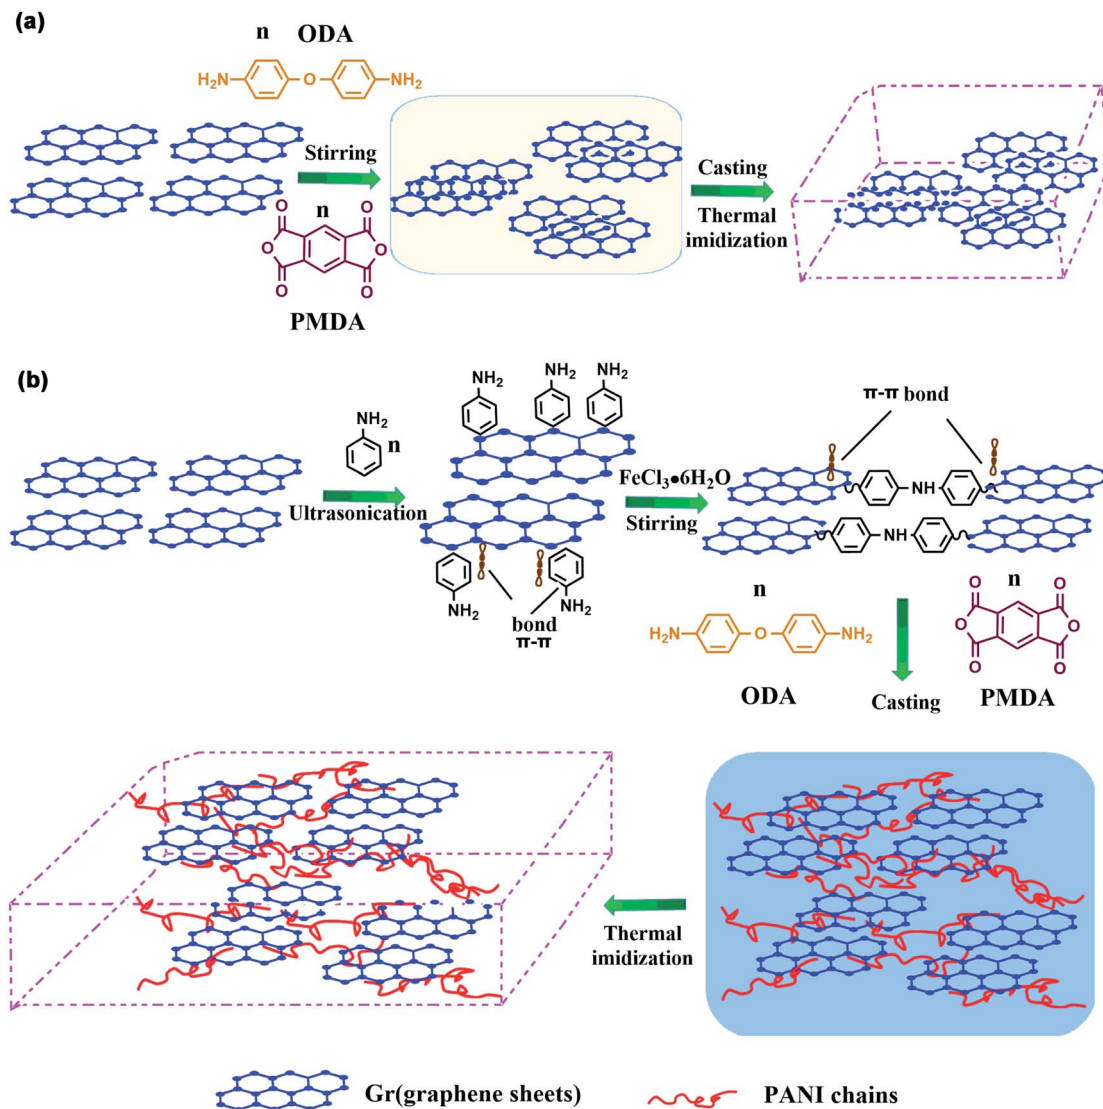 (a)
n ODA
H₂N O NH₂
Stirring
Casting
Thermal
imidization
n
O O
O O
O O
PMDA
(b)
NH₂ NH₂ NH₂
NH₂
n
Ultrasonication
FeCl₃•6H₂O
Stirring
π-π bond
NH
NH
NH₂ NH₂
bond
π-π
n
H₂N O NH₂
ODA
n
O O
O O
O O
PMDA
Casting
Thermal
imidization
Gr(graphene sheets) PANI chains